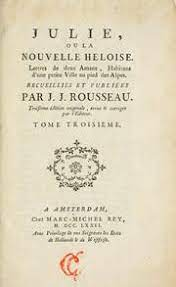 JULIE,
OU LA
NOUVELLE HELOISE.
Lettres de deux Amans, Habitans
d'une petite Ville au pied des Alpes.
RECUEILLIES ET PUBLIÉES
PAR J. J. ROUSSEAU.
Troisième édition originale, revue & corrigée
par l'Éditeur.
TOME TROISIEME.
A AMSTERDAM,
Chez MARC-MICHEL REY,
M. DCC. LXXII.
Avec Privilège de nos Seigneurs les Etats
de Hollande & de Westfrise.